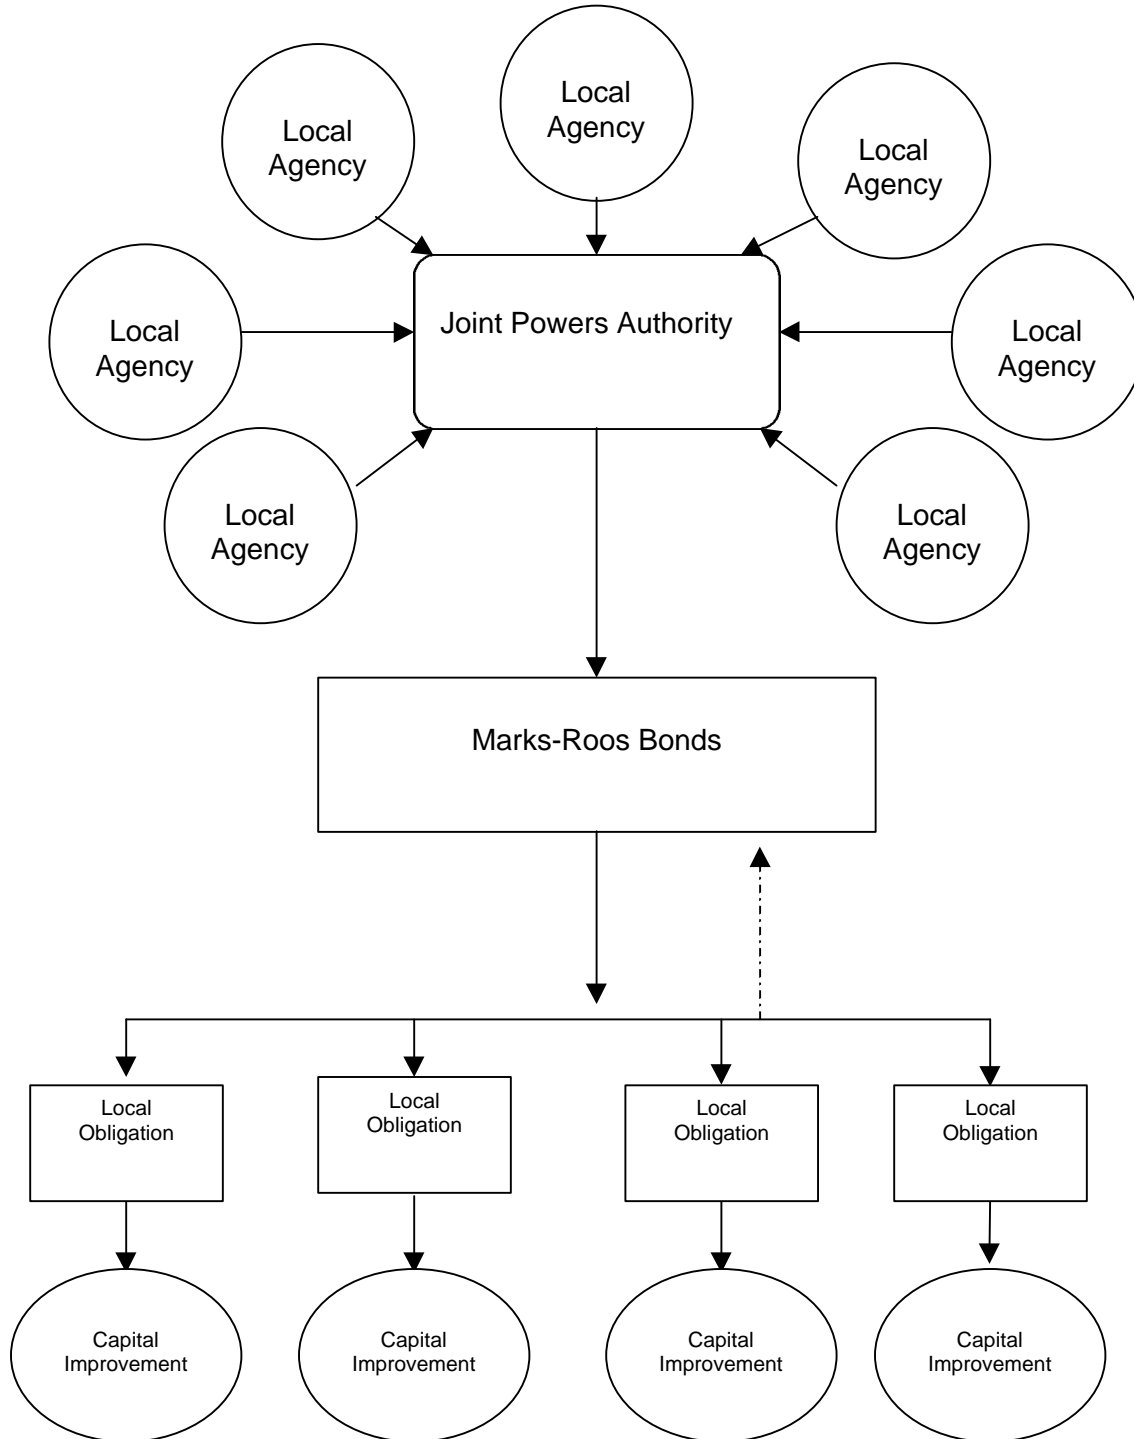 Local
Agency
Local
Agency
Local
Agency
Local
Agency
Joint Powers Authority
Local
Agency
Local
Agency
Local
Agency
Marks-Roos Bonds
Local
Obligation
Local
Obligation
Local
Obligation
Local
Obligation
Capital
Improvement
Capital
Improvement
Capital
Improvement
Capital
Improvement